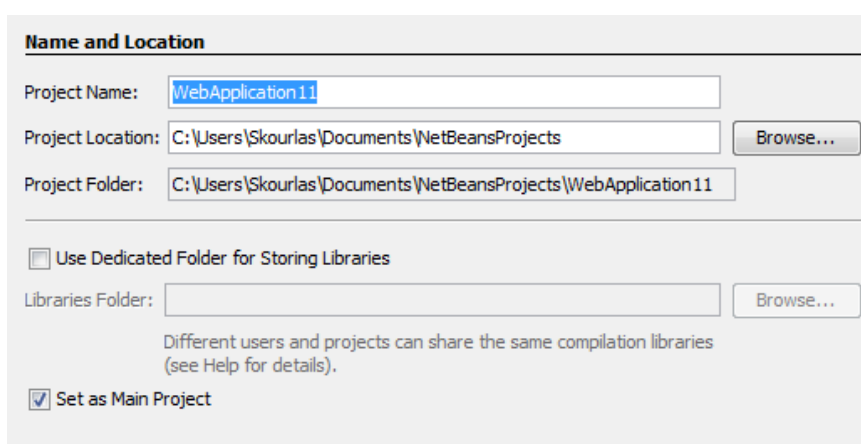 Name and Location
Project Name: WebApplication11
Project Location: C:\Users\Skourlas\Documents\NetBeansProjects Browse...
Project Folder: C:\Users\Skourlas\Documents\NetBeansProjects\WebApplication11
Use Dedicated Folder for Storing Libraries
Libraries Folder: Browse...
Different users and projects can share the same compilation libraries
(see Help for details).
Set as Main Project